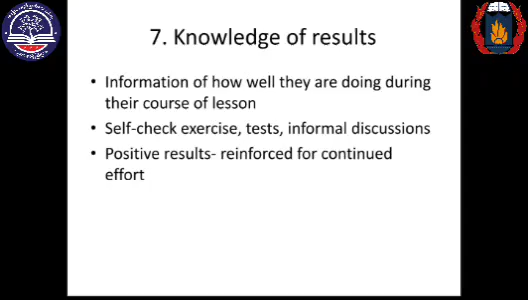 7. Knowledge of results
• Information of how well they are doing during
their course of lesson
• Self-check exercise, tests, informal discussions
• Positive results- reinforced for continued
effort